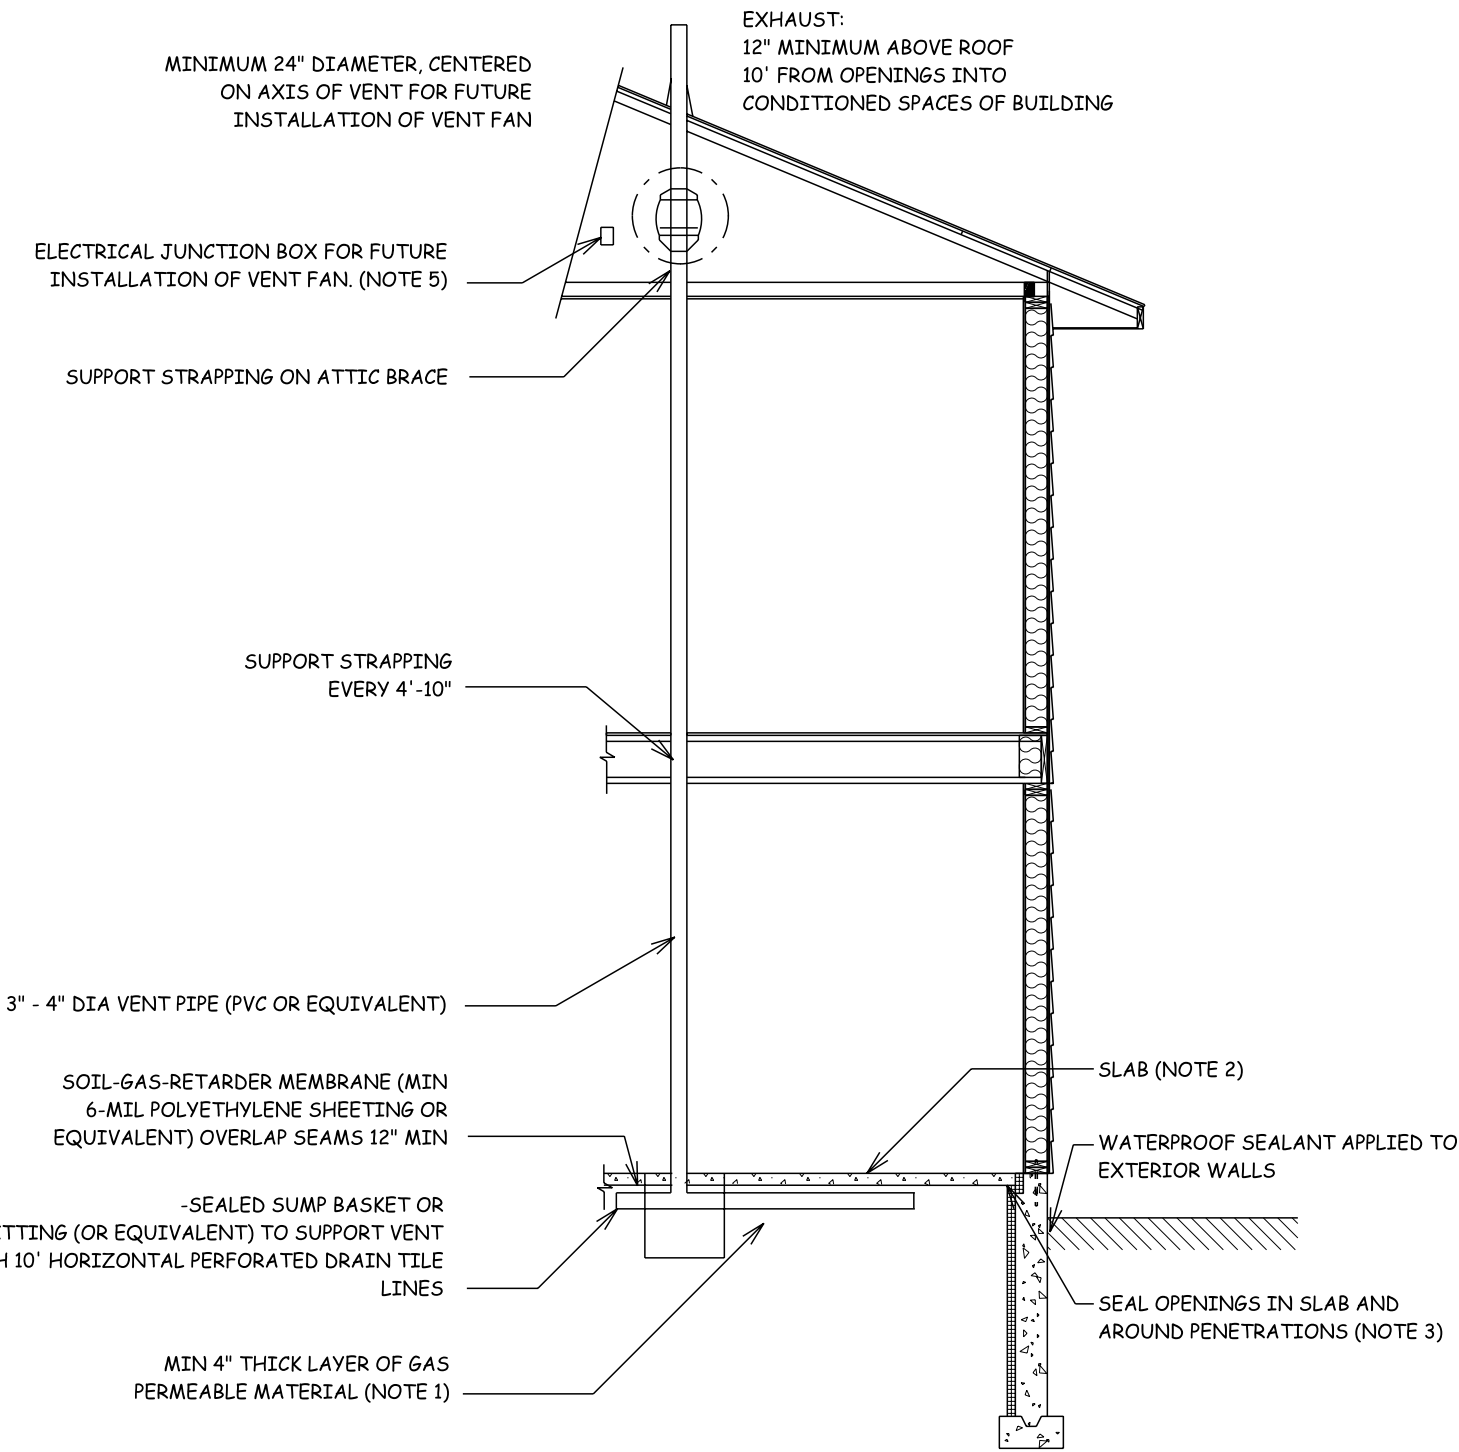 EXHAUST:
12" MINIMUM ABOVE ROOF
10' FROM OPENINGS INTO
CONDITIONED SPACES OF BUILDING
MINIMUM 24" DIAMETER, CENTERED
ON AXIS OF VENT FOR FUTURE
INSTALLATION OF VENT FAN
ELECTRICAL JUNCTION BOX FOR FUTURE
INSTALLATION OF VENT FAN. (NOTE 5)
SUPPORT STRAPPING ON ATTIC BRACE
SUPPORT STRAPPING
EVERY 4'-10"
3" - 4" DIA VENT PIPE (PVC OR EQUIVALENT)
SOIL-GAS-RETARDER MEMBRANE (MIN
6-MIL POLYETHYLENE SHEETING OR
EQUIVALENT) OVERLAP SEAMS 12" MIN
SLAB (NOTE 2)
WATERPROOF SEALANT APPLIED TO
EXTERIOR WALLS
-SEALED SUMP BASKET OR
(OR EQUIVALENT) TO SUPPORT VENT
10' HORIZONTAL PERFORATED DRAIN TILE
LINES
SEAL OPENINGS IN SLAB AND
AROUND PENETRATIONS (NOTE 3)
MIN 4" THICK LAYER OF GAS
PERMEABLE MATERIAL (NOTE 1)